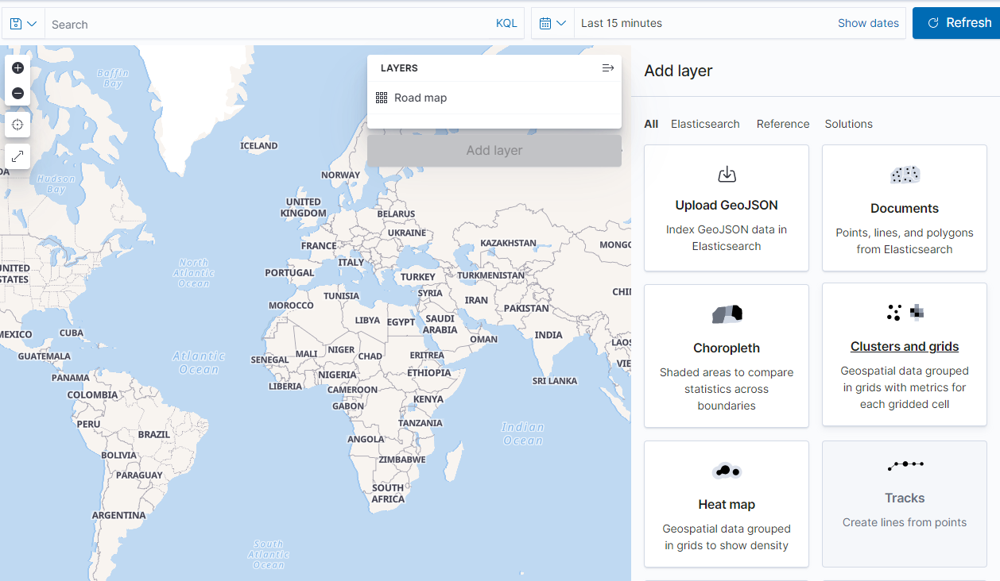 Search
KQL
Last 15 minutes
Show dates
Refresh
LAYERS
Road map
Add layer
Baffin
Bay
Hudson
Bay
ICELAND
NORWAY
UNITED
KINGDOM
BELARUS
UKRAINE
FRANCE
KAZAKHSTAN
MONG
ITALY
North
Atlantic
Ocean
UNITED
STATES
PORTUGAL
TURKEY
TURKMENISTAN
SYRIA
CHI
TUNISIA
IRAN
MOROCCO
PAKISTAN
LIBYA
EGYPT
SAUDI
ARABIA
MEXICO
CUBA
OMAN
INDIA
LAOS
GUATEMALA
Atlantic
Ocean
SENEGAL
MALI
NIGER
CHAD
ERITREA
VIE
PANAMA
NIGERIA
ETHIOPIA
SRI LANKA
COLOMBIA
LIBERIA
CAMEROON
GABON
KENYA
PERU
TANZANIA
Indian
Ocean
BRAZIL
ANGOLA
BOLIVIA
ZIMBABWE
PARAGUAY
SOUTH
AFRICA
ARGENTINA
South
Atlantic
Ocean
Add layer
All
Elasticsearch
Reference
Solutions
Upload GeoJSON
Index GeoJSON data in
Elasticsearch
Documents
Points, lines, and polygons
from Elasticsearch
Choropleth
Shaded areas to compare
statistics across
boundaries
Clusters and grids
Geospatial data grouped
in grids with metrics for
each gridded cell
Heat map
Geospatial data grouped
in grids to show density
Tracks
Create lines from points